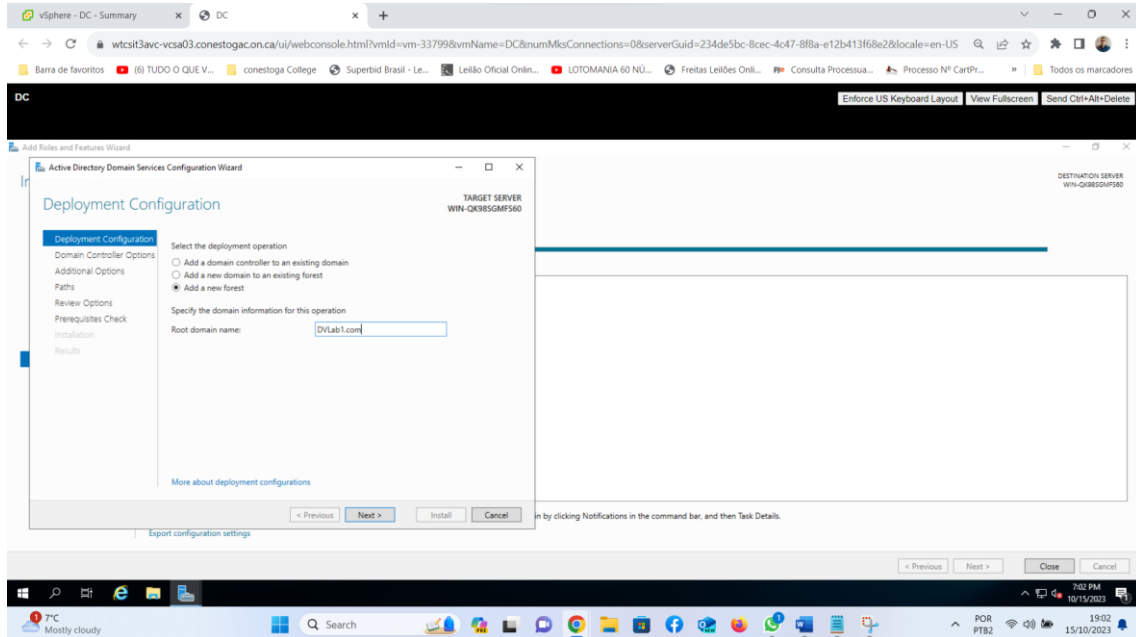 vSphere - DC - Summary
DC
wtcsit3avc-vcsa03.conestogac.on.ca/ui/webconsole.html?vmId=vm-33799&vmName=DC&numMksConnections=0&serverGuid=234de5bc-8cec-4c47-8f8a-e12b413f68e2&locale=en-US
Barra de favoritos (6) TUDO O QUE V... conestoga College Superbid Brasil - Le... Leilão Oficial Onlin... LOTOMANIA 60 NÚ... Freitas Leilões Onli... Consulta Processua... Processo Nº CartPr... » Todos os marcadores
DC
Enforce US Keyboard Layout View Fullscreen Send Ctrl+Alt+Delete
Add Roles and Features Wizard
Active Directory Domain Services Configuration Wizard
DESTINATION SERVER
WIN-QK98SGMFS60
Deployment Configuration
TARGET SERVER
WIN-QK98SGMFS60
Deployment Configuration
Domain Controller Options
Additional Options
Paths
Review Options
Prerequisites Check
Installation
Results
Select the deployment operation
Add a domain controller to an existing domain
Add a new domain to an existing forest
Add a new forest
Specify the domain information for this operation
Root domain name: DVLab1.com
More about deployment configurations
< Previous Next > Install Cancel
in by clicking Notifications in the command bar, and then Task Details.
Export configuration settings
< Previous Next > Close Cancel
7:02 PM
10/15/2023
7°C
Mostly cloudy
Search
POR
PTB2
19:02
15/10/2023